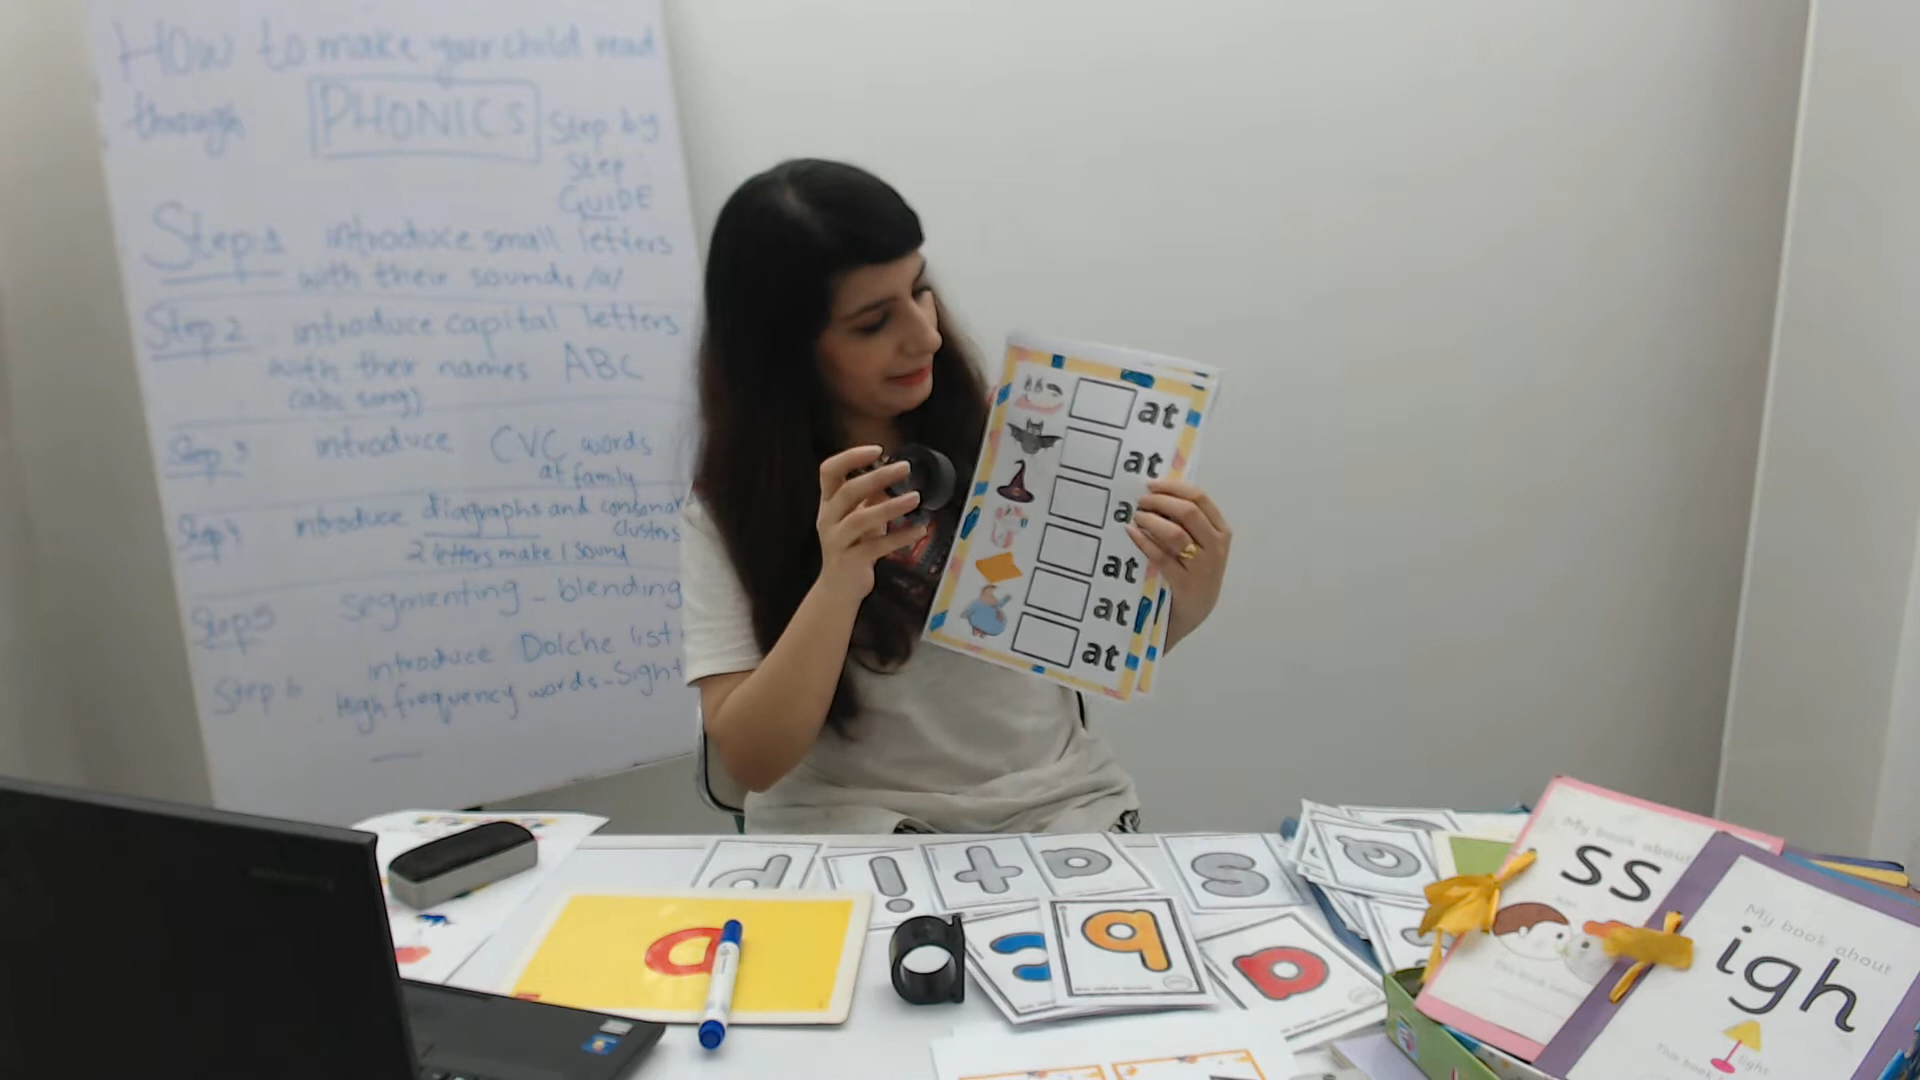 How to make your child read
through PHONICS Step by
Step
GUIDE
Step 1 introduce small letters
with their sounds /a/
Step 2 introduce capital letters
with their names ABC
(abc song)
Step 3 introduce CVC words
at family
Step 4 introduce diagraphs and consonant
clusters
2 letters make 1 sound
Step 5 segmenting - blending
introduce Dolche list
Step 6 High frequency words - Sight
at
at
a
at
at
at
My book about
ss
My book about
igh
light
This book